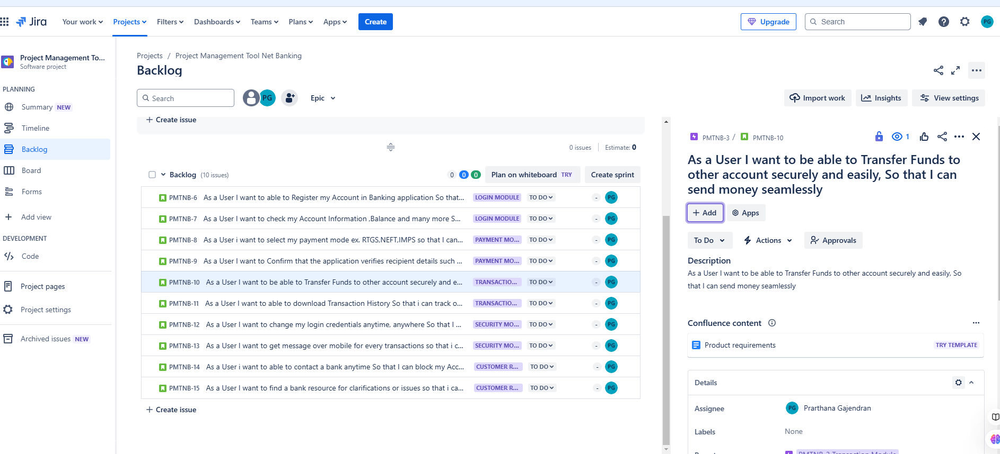 Jira
Your work
Projects
Filters
Dashboards
Teams
Plans
Apps
Create
Upgrade
Search
PG
Project Management To...
Software project
PLANNING
Summary NEW
Timeline
Backlog
Board
Forms
Add view
DEVELOPMENT
Code
Project pages
Project settings
Archived issues NEW
Projects / Project Management Tool Net Banking
Backlog
Search
PG
Epic
Import work
Insights
View settings
+ Create issue
0 issues
Estimate: 0
Backlog (10 issues)
0 0 0
Plan on whiteboard TRY
Create sprint
PMTNB-6 As a User I want to able to Register my Account in Banking application So that... LOGIN MODULE TO DO - PG
PMTNB-7 As a User I want to check my Account Information ,Balance and many more S... LOGIN MODULE TO DO - PG
PMTNB-8 As a User i want to select my payment mode ex. RTGS,NEFT,IMPS so that I can... PAYMENT MO... TO DO - PG
PMTNB-9 As a User I want to Confirm that the application verifies recipient details such ... PAYMENT MO... TO DO - PG
PMTNB-10 As a User I want to be able to Transfer Funds to other account securely and e... TRANSACTIO... TO DO - PG
PMTNB-11 As a User I want to able to download Transaction History So that i can track o... TRANSACTIO... TO DO - PG
PMTNB-12 As a User I want to change my login credentials anytime, anywhere So that I ... SECURITY MO... TO DO - PG
PMTNB-13 As a User I want to get message over mobile for every transactions so that i c... SECURITY MO... TO DO - PG
PMTNB-14 As a User i want to able to contact a bank anytime So that I can block my Acc... CUSTOMER R... TO DO - PG
PMTNB-15 As a User I want to find a bank resource for clarifications or issues so that i ca... CUSTOMER R... TO DO - PG
+ Create issue
PMTNB-3 / PMTNB-10
1
As a User I want to be able to Transfer Funds to
other account securely and easily, So that I can
send money seamlessly
+ Add
Apps
To Do
Actions
Approvals
Description
As a User I want to be able to Transfer Funds to other account securely and easily, So
that I can send money seamlessly
Confluence content
Product requirements TRY TEMPLATE
Details
Assignee PG Prarthana Gajendran
Labels None
PMTNB-3 Transaction Module